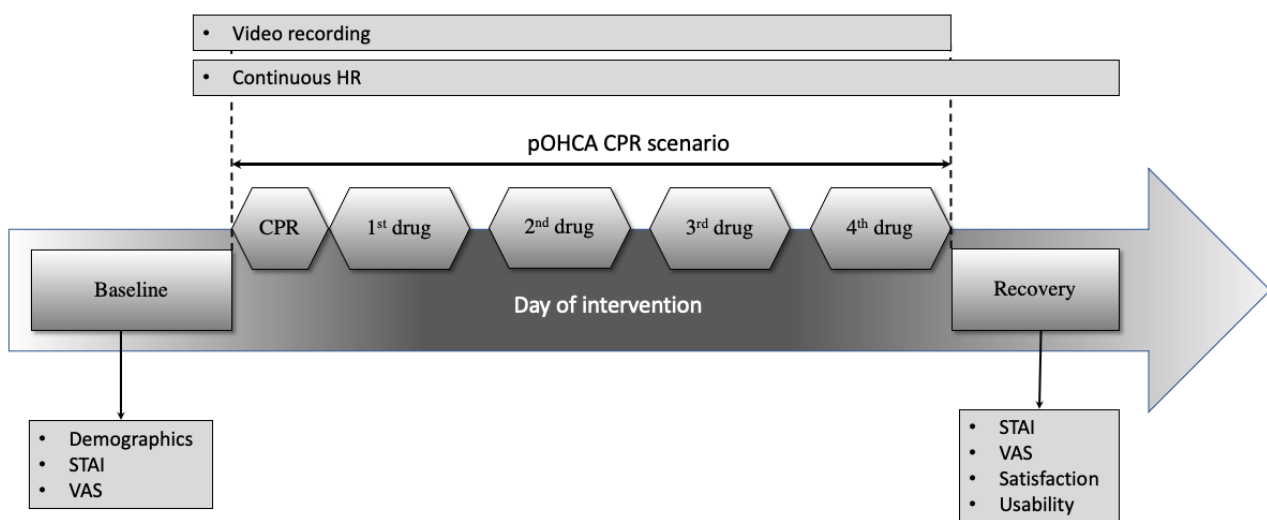 • Video recording
• Continuous HR
pOHCA CPR scenario
CPR
1st drug
2nd drug
3rd drug
4th drug
Baseline
Day of intervention
Recovery
• Demographics
• STAI
• VAS
• STAI
• VAS
• Satisfaction
• Usability